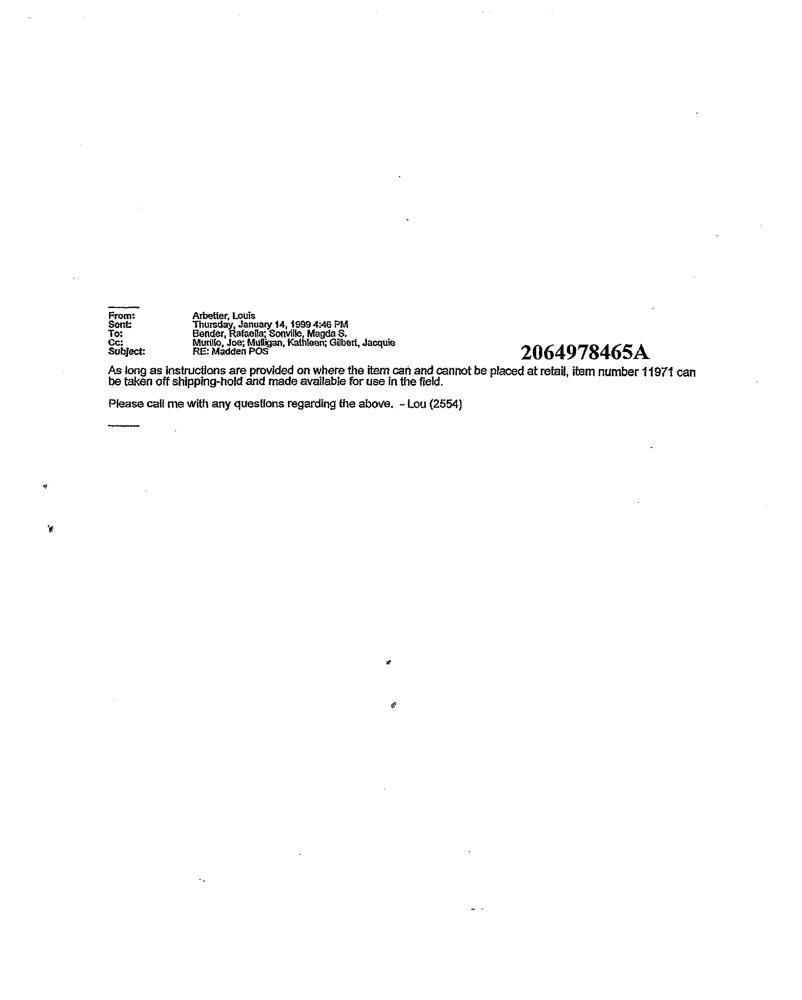 From: Arbetter, Louis
Sent: Thursday, January 14, 1999 4:46 PM
To: Bender, Rafaella; Sonville, Magda S.
Cc: Murillo, Joe; Mulligan, Kathleen; Gilbert, Jacquie
Subject: RE: Madden POS
2064978465A
As long as instructions are provided on where the item can and cannot be placed at retail, item number 11971 can
be taken off shipping-hold and made available for use in the field.
Please call me with any questions regarding the above. - Lou (2554)